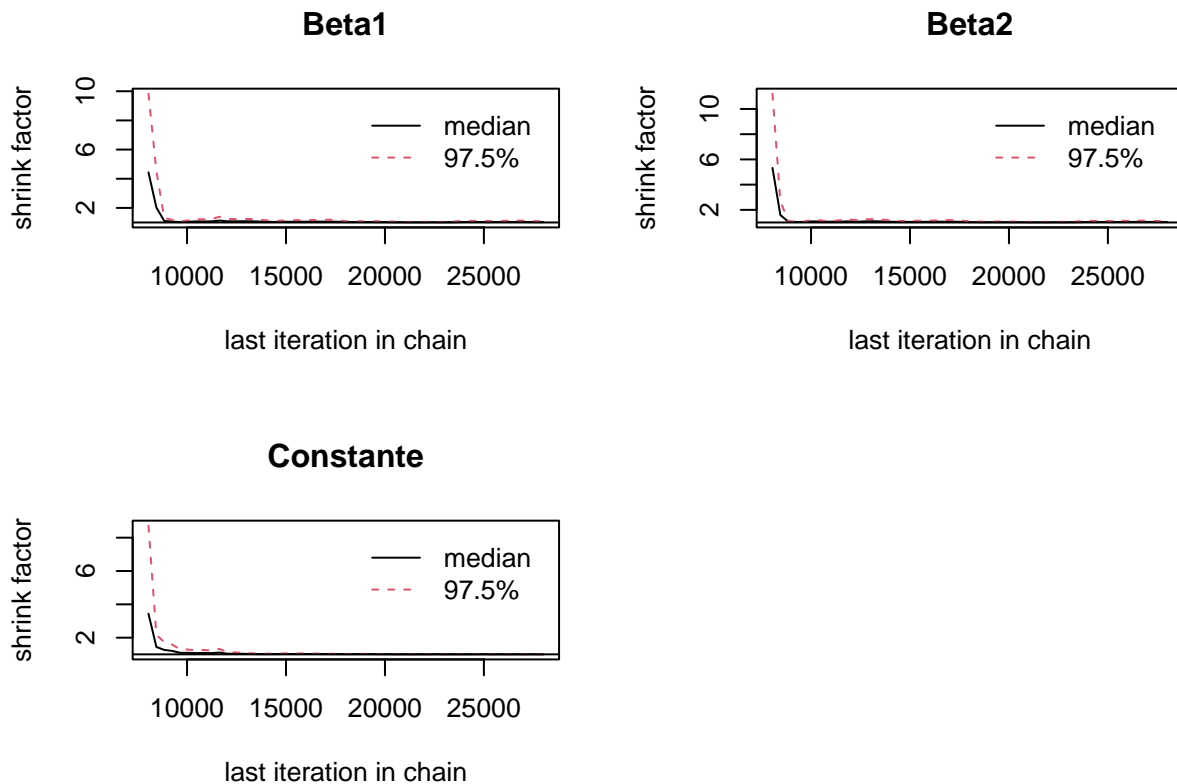 Beta1
shrink factor
2 6 10
median
97.5%
10000 15000 20000 25000
last iteration in chain
Beta2
shrink factor
2 6 10
median
97.5%
10000 15000 20000 25000
last iteration in chain
Constante
shrink factor
2 6
median
97.5%
10000 15000 20000 25000
last iteration in chain